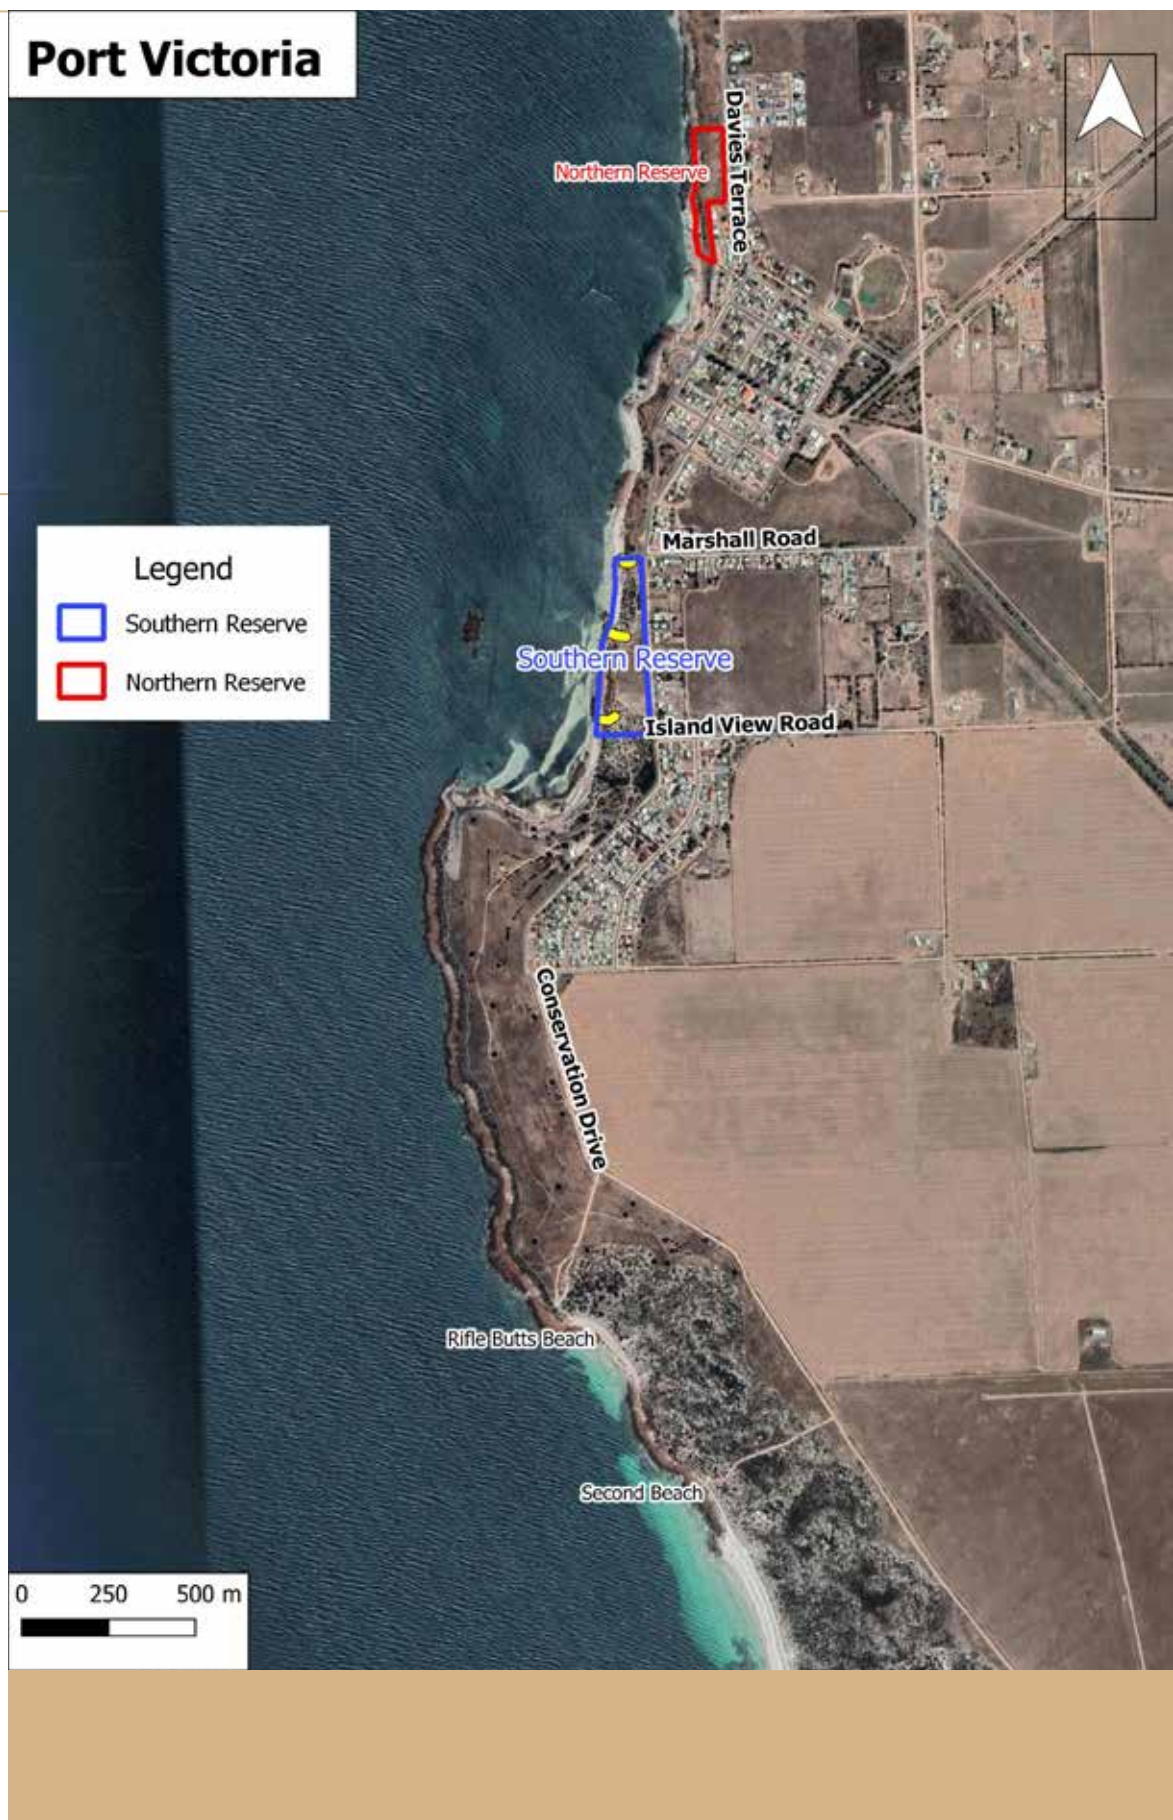 Port Victoria
Davies Terrace
Northern Reserve
Marshall Road
Legend
Southern Reserve
Northern Reserve
Southern Reserve
Island View Road
Conservation Drive
Rifle Butts Beach
Second Beach
0 250 500 m